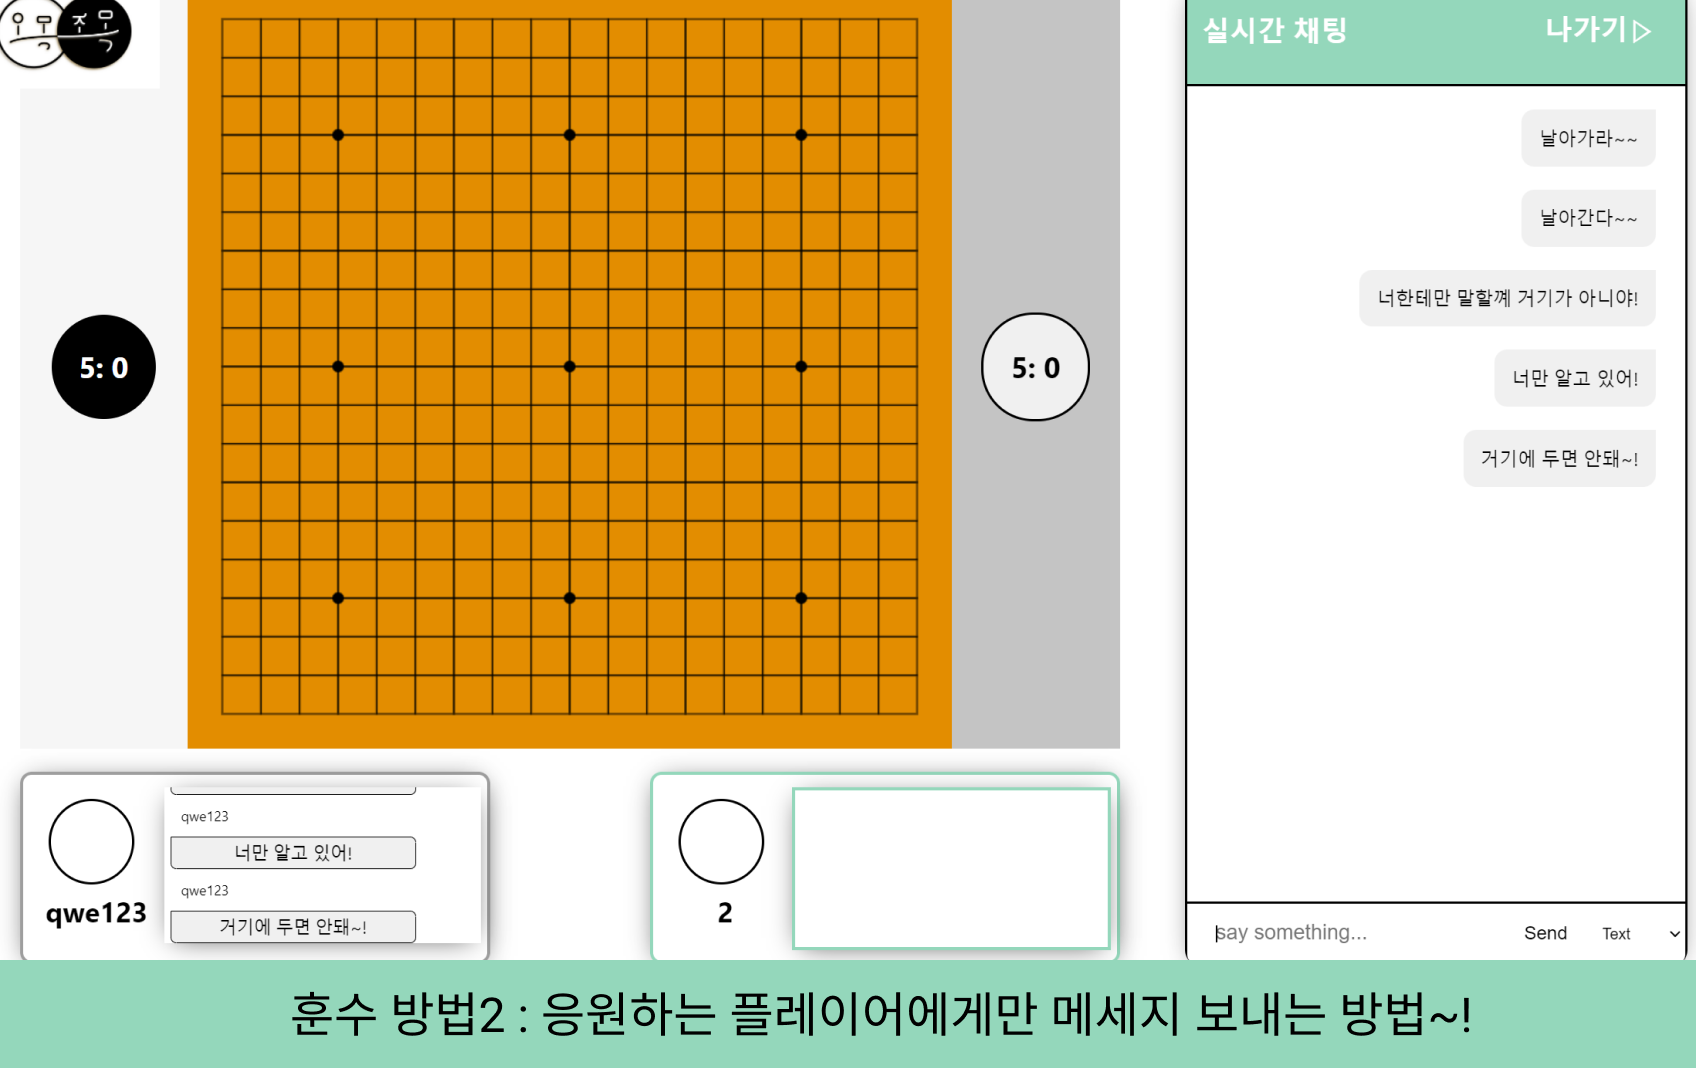 오목조목
실시간 채팅
나가기▷
날아가라~~
날아간다~~
너한테만 말할꼐 거기가 아니야!
너만 알고 있어!
거기에 두면 안돼~!
5: 0
5: 0
qwe123
qwe123
너만 알고 있어!
qwe123
거기에 두면 안돼~!
2
say something...
Send
Text
훈수 방법2 : 응원하는 플레이어에게만 메세지 보내는 방법~!